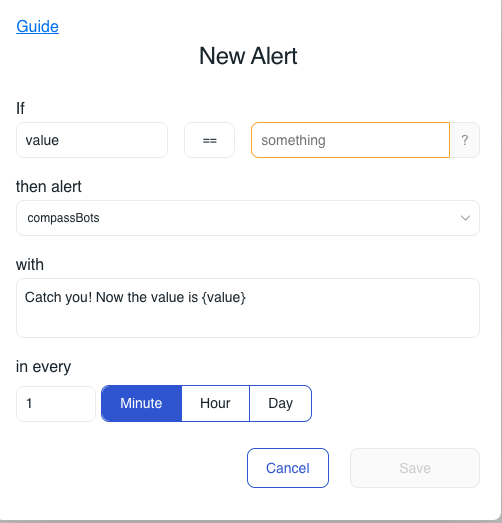 Guide
New Alert
If
value == something ?
then alert
compassBots
with
Catch you! Now the value is {value}
in every
1 Minute Hour Day
Cancel Save